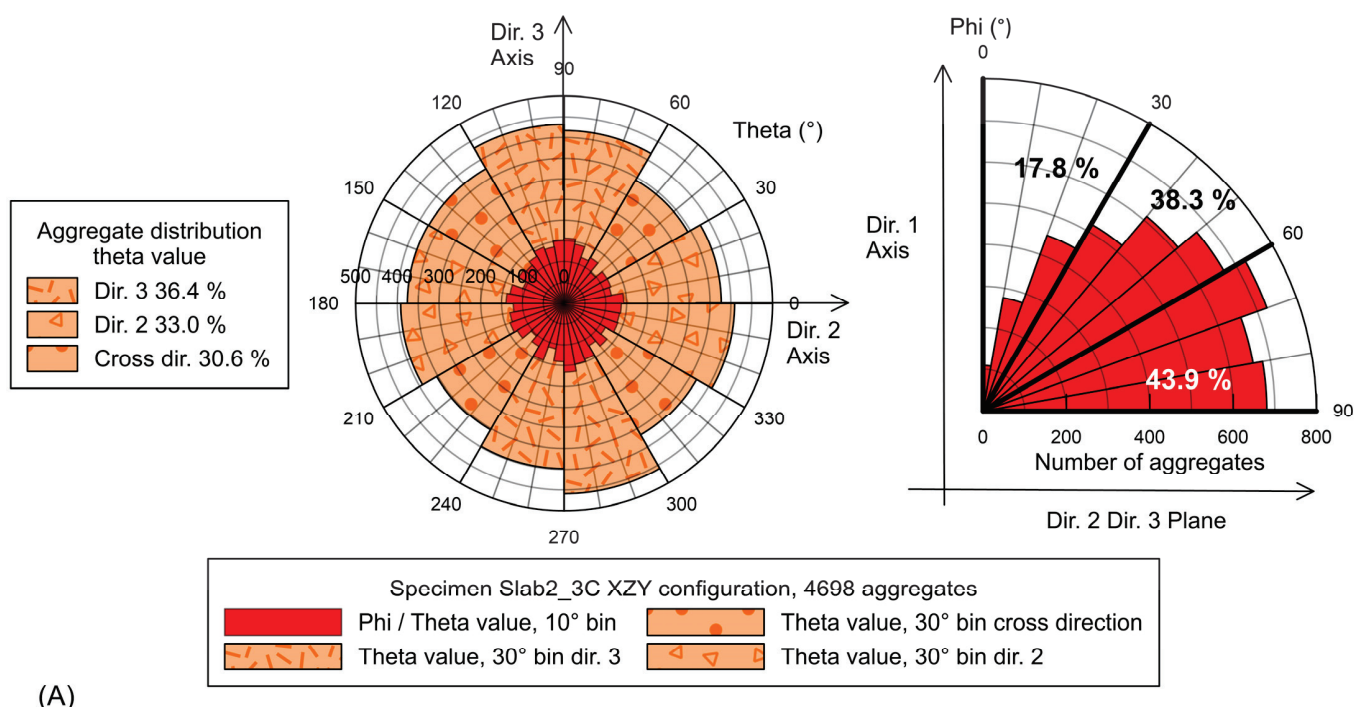 Dir. 3
Axis
90
120
60
Theta (°)
150
30
500 400 300 200 100 0
180
0
Dir. 2
Axis
210
330
240
300
270
Aggregate distribution
theta value
Dir. 3 36.4 %
Dir. 2 33.0 %
Cross dir. 30.6 %
Phi (°)
0
30
17.8 %
38.3 %
Dir. 1
Axis
60
43.9 %
90
0 200 400 600 800
Number of aggregates
Dir. 2 Dir. 3 Plane
Specimen Slab2_3C XZY configuration, 4698 aggregates
Phi / Theta value, 10° bin
Theta value, 30° bin cross direction
Theta value, 30° bin dir. 3
Theta value, 30° bin dir. 2
(A)